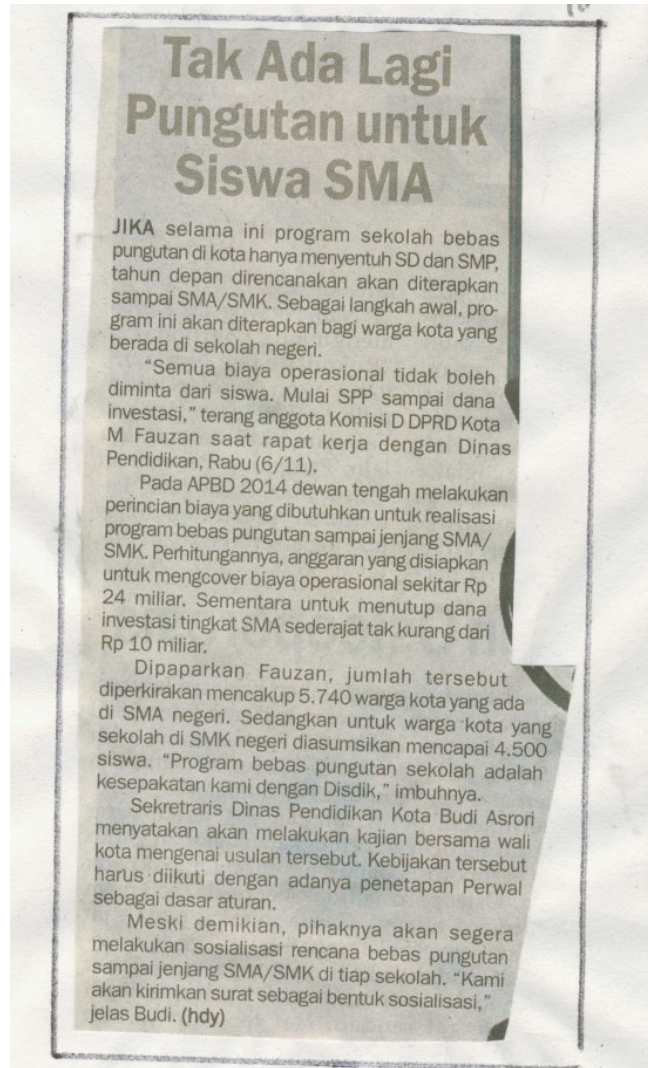 Tak Ada Lagi
Pungutan untuk
Siswa SMA
JIKA selama ini program sekolah bebas
pungutan di kota hanya menyentuh SD dan SMP,
tahun depan direncanakan akan diterapkan
sampai SMA/SMK. Sebagai langkah awal, pro-
gram ini akan diterapkan bagi warga kota yang
berada di sekolah negeri.
"Semua biaya operasional tidak boleh
diminta dari siswa. Mulai SPP sampai dana
investasi," terang anggota Komisi D DPRD Kota
M Fauzan saat rapat kerja dengan Dinas
Pendidikan, Rabu (6/11).
Pada APBD 2014 dewan tengah melakukan
perincian biaya yang dibutuhkan untuk realisasi
program bebas pungutan sampai jenjang SMA/
SMK. Perhitungannya, anggaran yang disiapkan
untuk mengcover biaya operasional sekitar Rp
24 miliar. Sementara untuk menutup dana
investasi tingkat SMA sederajat tak kurang dari
Rp 10 miliar.
Dipaparkan Fauzan, jumlah tersebut
diperkirakan mencakup 5.740 warga kota yang ada
di SMA negeri. Sedangkan untuk warga kota yang
sekolah di SMK negeri diasumsikan mencapai 4.500
siswa. "Program bebas pungutan sekolah adalah
kesepakatan kami dengan Disdik," imbuhnya.
Sekretraris Dinas Pendidikan Kota Budi Asrori
menyatakan akan melakukan kajian bersama wali
kota mengenai usulan tersebut. Kebijakan tersebut
harus diikuti dengan adanya penetapan Perwal
sebagai dasar aturan.
Meski demikian, pihaknya akan segera
melakukan sosialisasi rencana bebas pungutan
sampai jenjang SMA/SMK di tiap sekolah. "Kami
akan kirimkan surat sebagai bentuk sosialisasi,"
jelas Budi. (hdy)